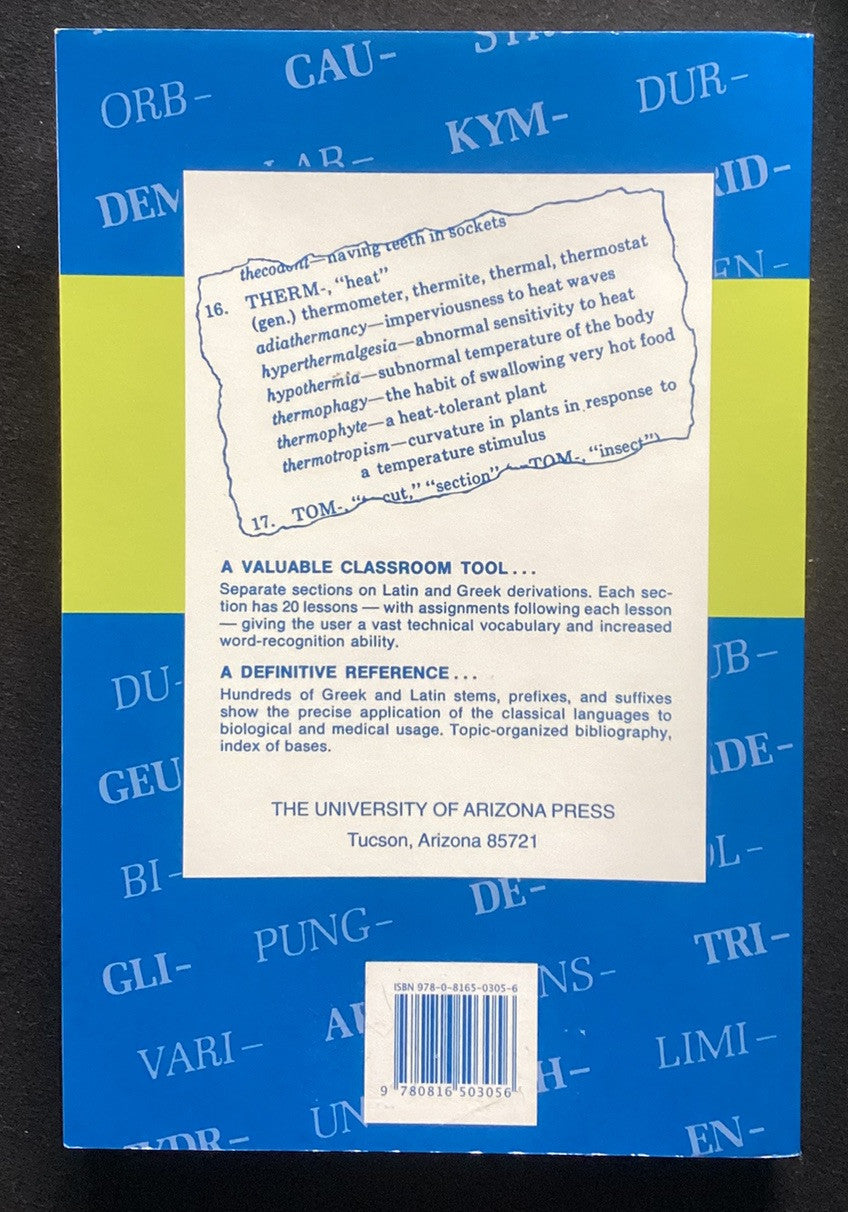 CAU-
ORB-
DUR-
KYM-
DEM
thecodont—having teeth in sockets
16. THERM-, “heat”
(gen.) thermometer, thermite, thermal, thermostat
adiathermancy—imperviousness to heat waves
hyperthermalgesia—abnormal sensitivity to heat
hypothermia—subnormal temperature of the body
thermophagy—the habit of swallowing very hot food
thermophyte—a heat-tolerant plant
thermotropism—curvature in plants in response to
a temperature stimulus
17. TOM-, cut,” “section” TOM-, “insect”)
A VALUABLE CLASSROOM TOOL...
Separate sections on Latin and Greek derivations. Each sec-
tion has 20 lessons — with assignments following each lesson
— giving the user a vast technical vocabulary and increased
word-recognition ability.
A DEFINITIVE REFERENCE...
Hundreds of Greek and Latin stems, prefixes, and suffixes
show the precise application of the classical languages to
biological and medical usage. Topic-organized bibliography,
index of bases.
THE UNIVERSITY OF ARIZONA PRESS
Tucson, Arizona 85721
DU-
UB-
GEU
DE-
BI-
L-
DE-
PUNG-
TRI-
GLI-
NS-
VARI-
LIMI-
H-
UN
EN-
ISBN 978-0-8165-0305-6
9 780816 503056